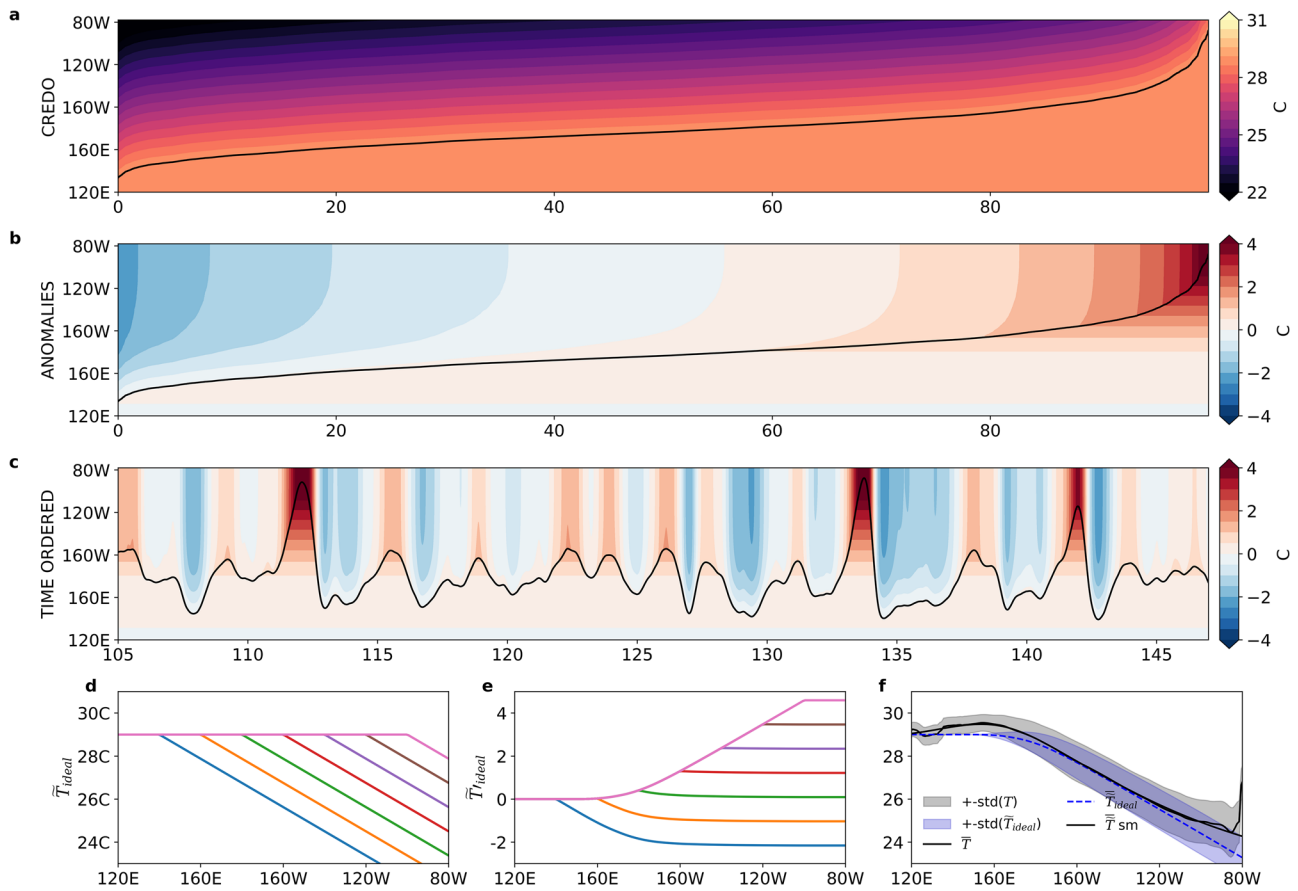 a
80W
120W
160W
160E
120E
CREDO
0
20
40
60
80
31
28
25
22
C
b
80W
120W
160W
160E
120E
ANOMALIES
0
20
40
60
80
4
2
0
−2
−4
C
c
80W
120W
160W
160E
120E
TIME ORDERED
105
110
115
120
125
130
135
140
145
4
2
0
−2
−4
C
d
30C
28C
26C
24C
T̃ideal
120E
160E
160W
120W
80W
e
4
2
0
-2
T̃′ideal
120E
160E
160W
120W
80W
f
30
28
26
24
+-std(T)
+-std(T̃ideal)
T̿
T̿̃ideal
T̿ sm
120E
160E
160W
120W
80W